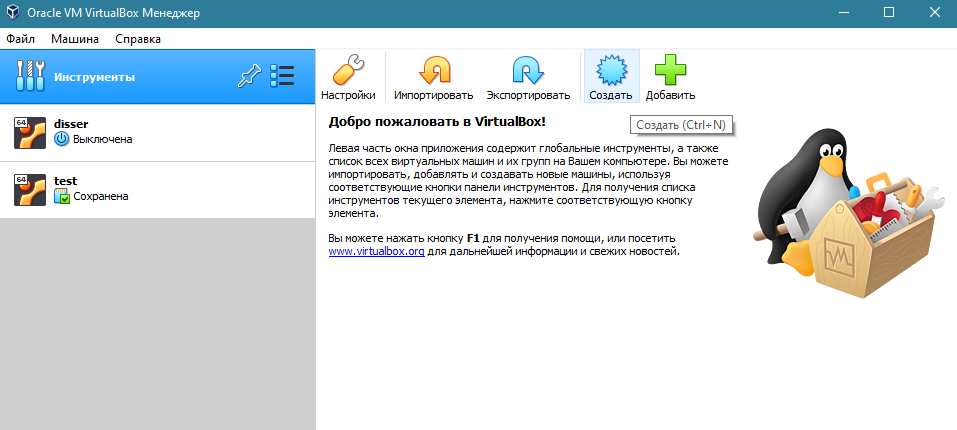 Oracle VM VirtualBox Менеджер
Файл Машина Справка
Инструменты
64
disser
Выключена
64
test
Сохранена
Настройки Импортировать Экспортировать Создать Добавить
Создать (Ctrl+N)
Добро пожаловать в VirtualBox!
Левая часть окна приложения содержит глобальные инструменты, а также
список всех виртуальных машин и их групп на Вашем компьютере. Вы можете
импортировать, добавлять и создавать новые машины, используя
соответствующие кнопки панели инструментов. Для получения списка
инструментов текущего элемента, нажмите соответствующую кнопку
элемента.
Вы можете нажать кнопку F1 для получения помощи, или посетить
www.virtualbox.org для дальнейшей информации и свежих новостей.
VM